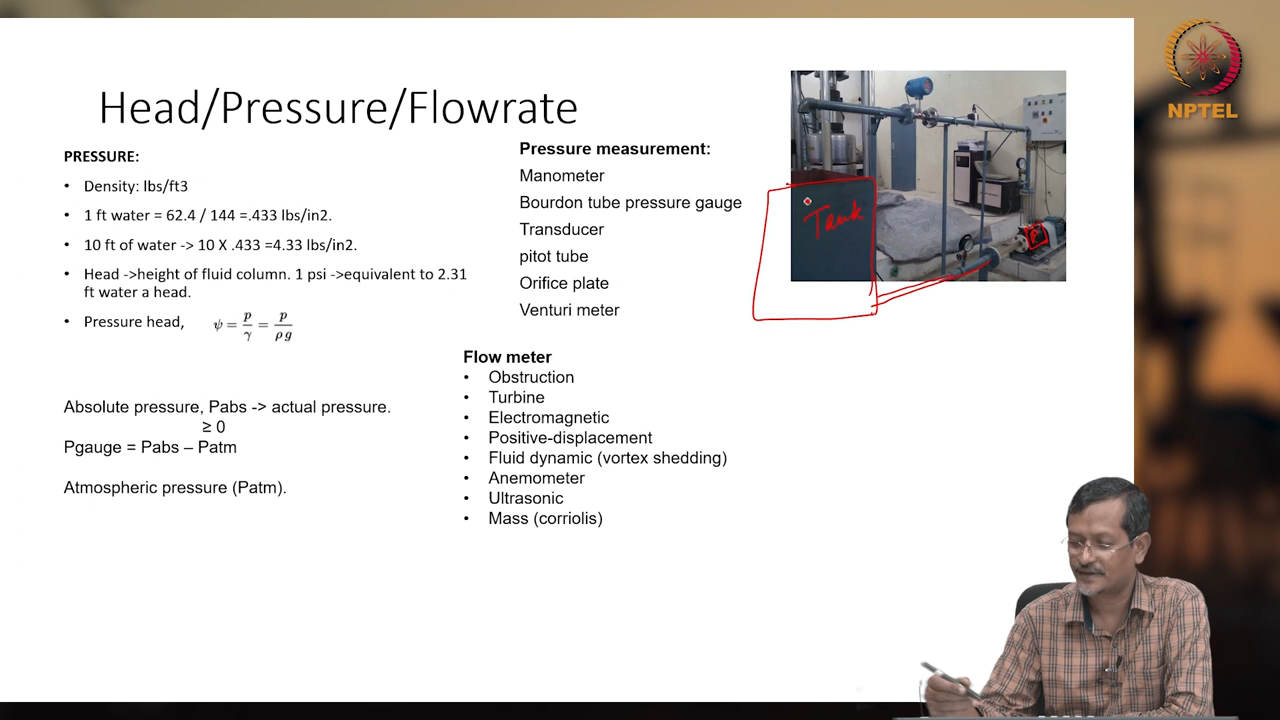 Head/Pressure/Flowrate
PRESSURE:
• Density: lbs/ft3
• 1 ft water = 62.4 / 144 =.433 lbs/in2.
• 10 ft of water -> 10 X .433 =4.33 lbs/in2.
• Head ->height of fluid column. 1 psi ->equivalent to 2.31
ft water a head.
• Pressure head, ψ = p/γ = p/ρ g
Absolute pressure, Pabs -> actual pressure.
≥ 0
Pgauge = Pabs – Patm
Atmospheric pressure (Patm).
Pressure measurement:
Manometer
Bourdon tube pressure gauge
Transducer
pitot tube
Orifice plate
Venturi meter
Flow meter
• Obstruction
• Turbine
• Electromagnetic
• Positive-displacement
• Fluid dynamic (vortex shedding)
• Anemometer
• Ultrasonic
• Mass (corriolis)
Tank
P
NPTEL